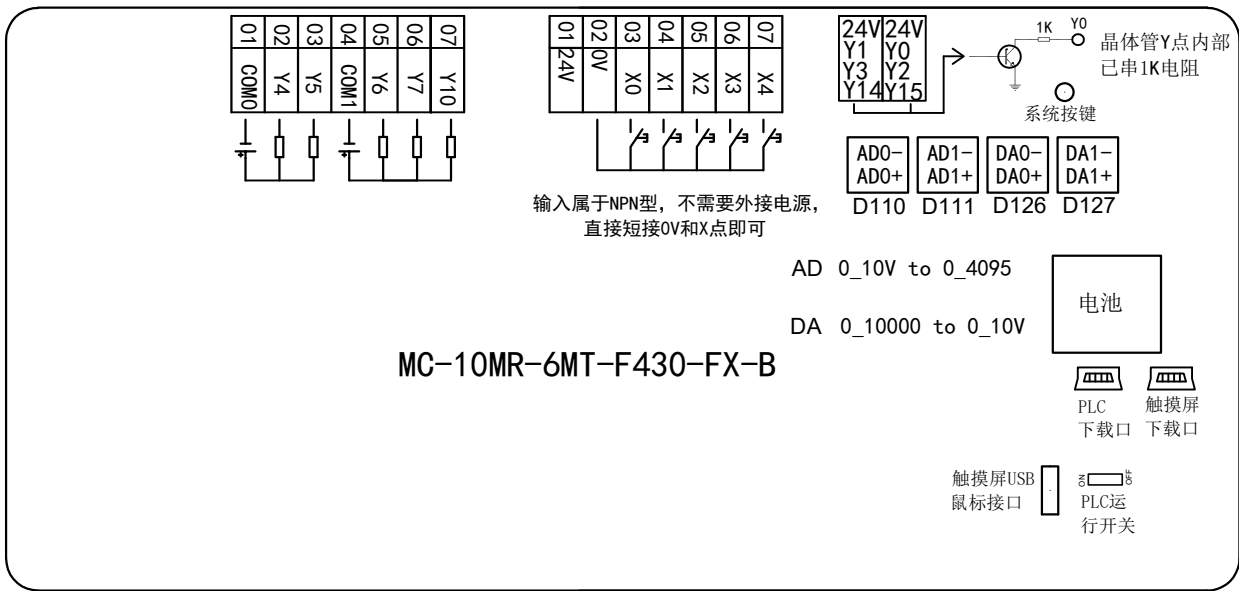 01 02 03 04 05 06 07
COM0 Y4 Y5 COM1 Y6 Y7 Y10
01 02 03 04 05 06 07
24V 0V X0 X1 X2 X3 X4
24V 24V
Y1 Y0
Y3 Y2
Y14 Y15
1K Y0
晶体管Y点内部
已串1K电阻
系统按键
AD0- AD1- DA0- DA1-
AD0+ AD1+ DA0+ DA1+
D110 D111 D126 D127
输入属于NPN型，不需要外接电源，
直接短接0V和X点即可
AD 0_10V to 0_4095
DA 0_10000 to 0_10V
电池
MC-10MR-6MT-F430-FX-B
PLC
下载口
触摸屏
下载口
触摸屏USB
鼠标接口
ON OFF
PLC运
行开关